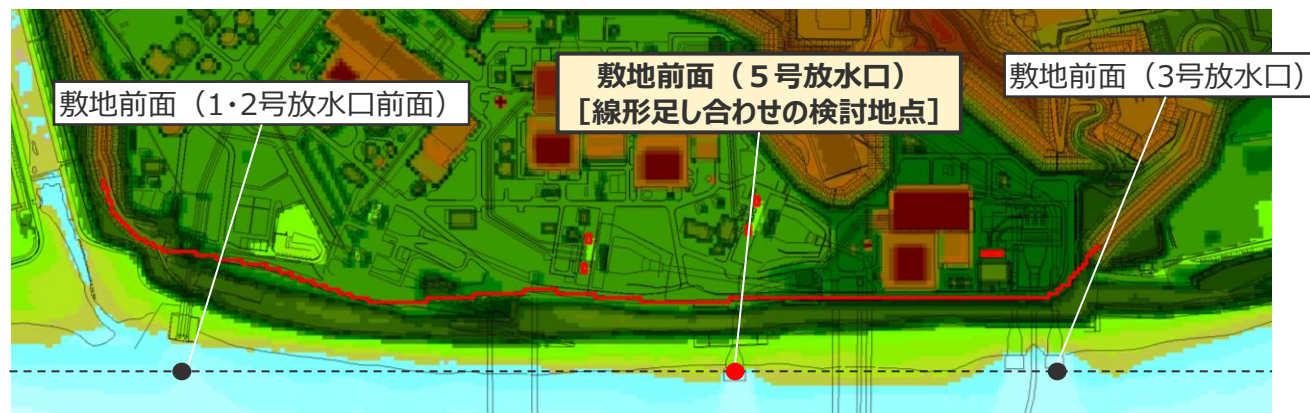 敷地前面（1・2号放水口前面）
敷地前面（５号放水口）
［線形足し合わせの検討地点］
敷地前面（3号放水口）